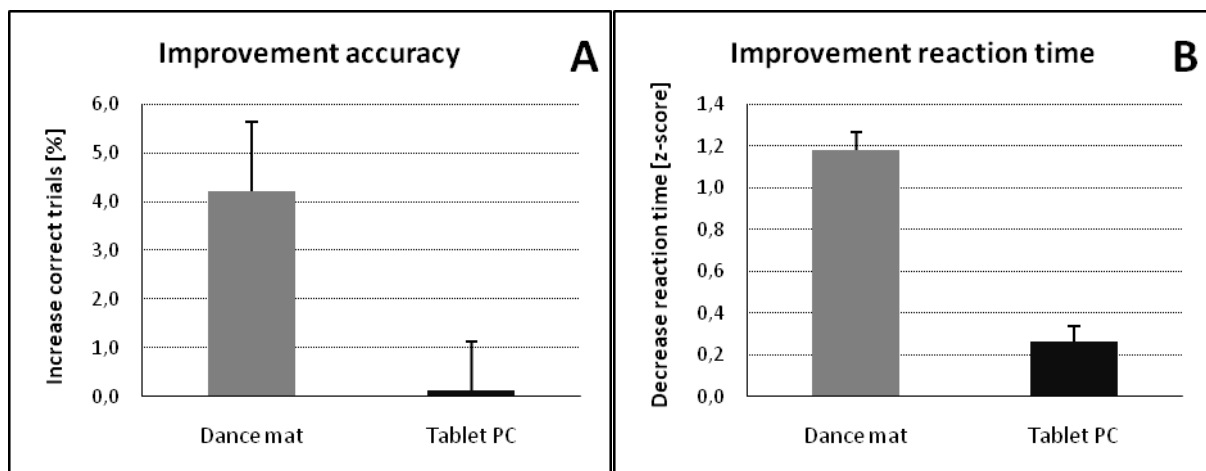 Improvement accuracy
A
Increase correct trials [%]
6,0
5,0
4,0
3,0
2,0
1,0
0,0
Dance mat
Tablet PC
Improvement reaction time
B
Decrease reaction time [z-score]
1,4
1,2
1,0
0,8
0,6
0,4
0,2
0,0
Dance mat
Tablet PC